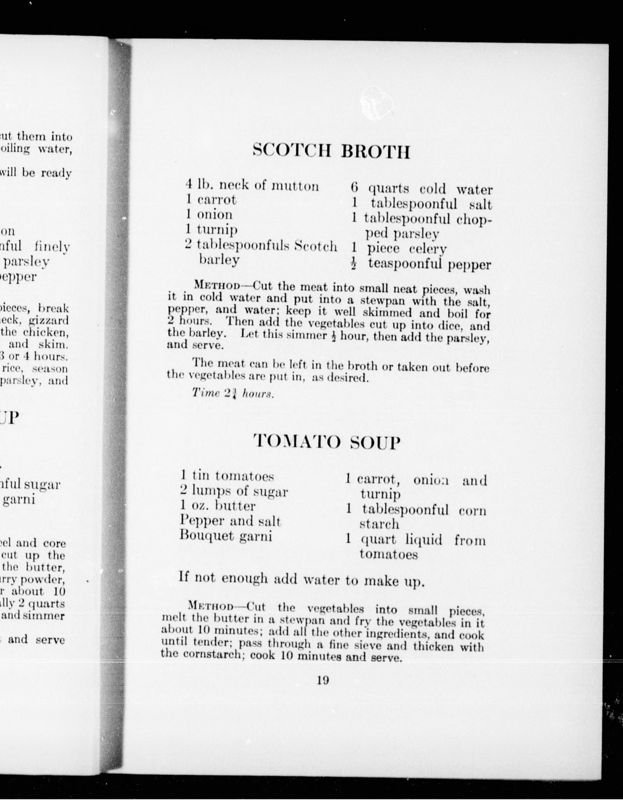 ut them into
oiling water,
will be ready
on
nful finely
parsley
pepper
pieces, break
neck, gizzard
the chicken,
and skim.
3 or 4 hours.
rice, season
parsley, and
UP
nful sugar
garni
eel and core
cut up the
the butter,
urry powder,
r about 10
lly 2 quarts
and simmer
and serve
SCOTCH BROTH
4 lb. neck of mutton
1 carrot
1 onion
1 turnip
2 tablespoonfuls Scotch
barley
6 quarts cold water
1 tablespoonful salt
1 tablespoonful chop-
ped parsley
1 piece celery
½ teaspoonful pepper
METHOD—Cut the meat into small neat pieces, wash
it in cold water and put into a stewpan with the salt,
pepper, and water; keep it well skimmed and boil for
2 hours. Then add the vegetables cut up into dice, and
the barley. Let this simmer ½ hour, then add the parsley,
and serve.
The meat can be left in the broth or taken out before
the vegetables are put in, as desired.
Time 2¾ hours.
TOMATO SOUP
1 tin tomatoes
2 lumps of sugar
1 oz. butter
Pepper and salt
Bouquet garni
1 carrot, onion and
turnip
1 tablespoonful corn
starch
1 quart liquid from
tomatoes
If not enough add water to make up.
METHOD—Cut the vegetables into small pieces,
melt the butter in a stewpan and fry the vegetables in it
about 10 minutes; add all the other ingredients, and cook
until tender; pass through a fine sieve and thicken with
the cornstarch; cook 10 minutes and serve.
19